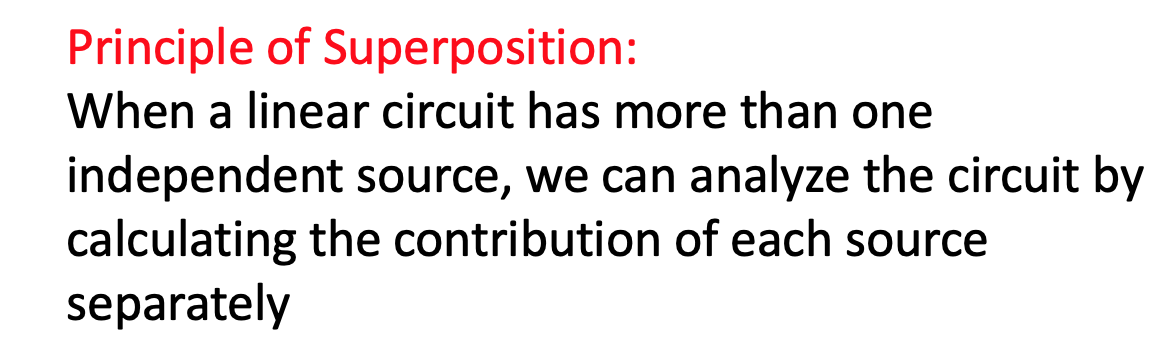 Principle of Superposition:
When a linear circuit has more than one
independent source, we can analyze the circuit by
calculating the contribution of each source
separately